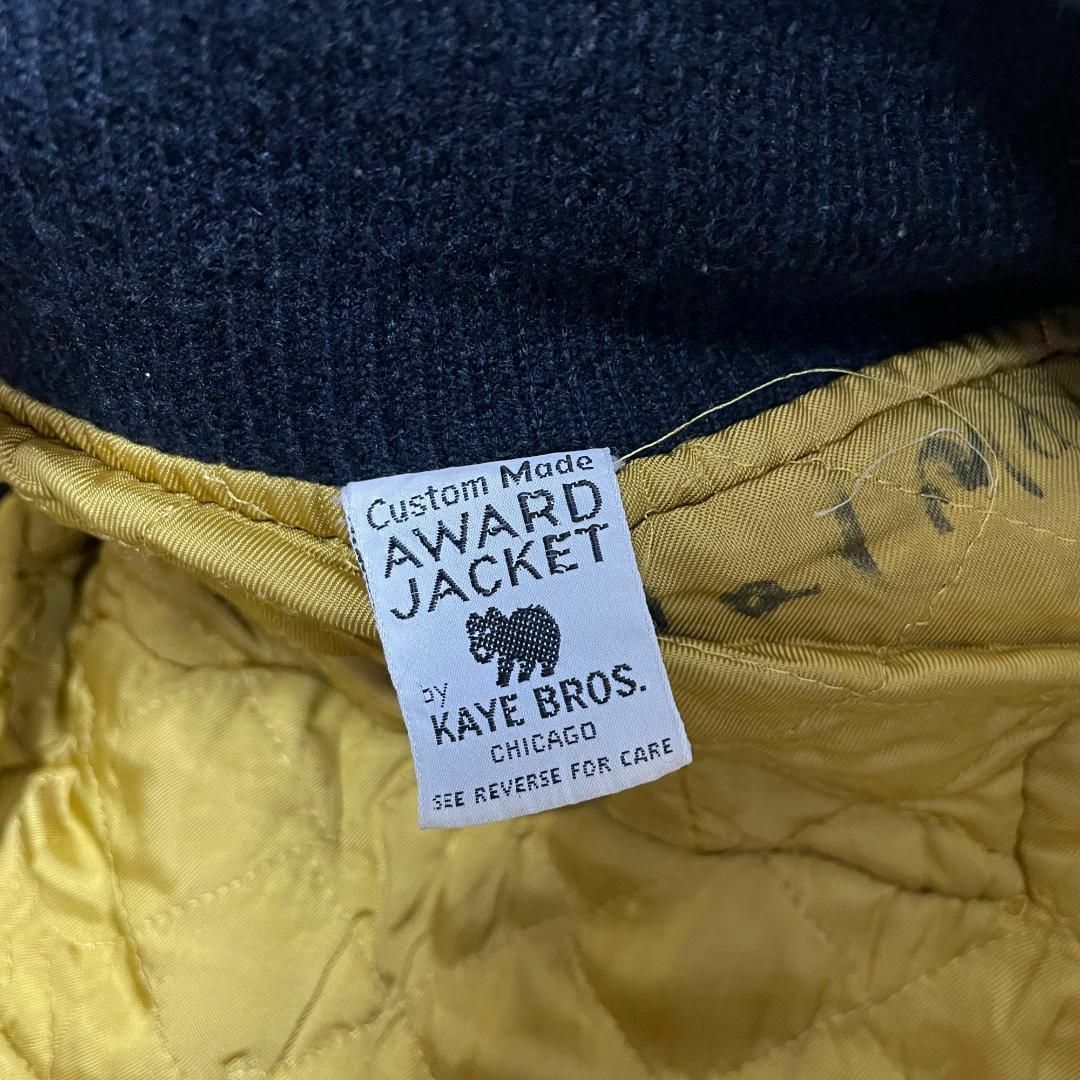 Custom Made
AWARD
JACKET
by
KAYE BROS.
CHICAGO
SEE REVERSE FOR CARE